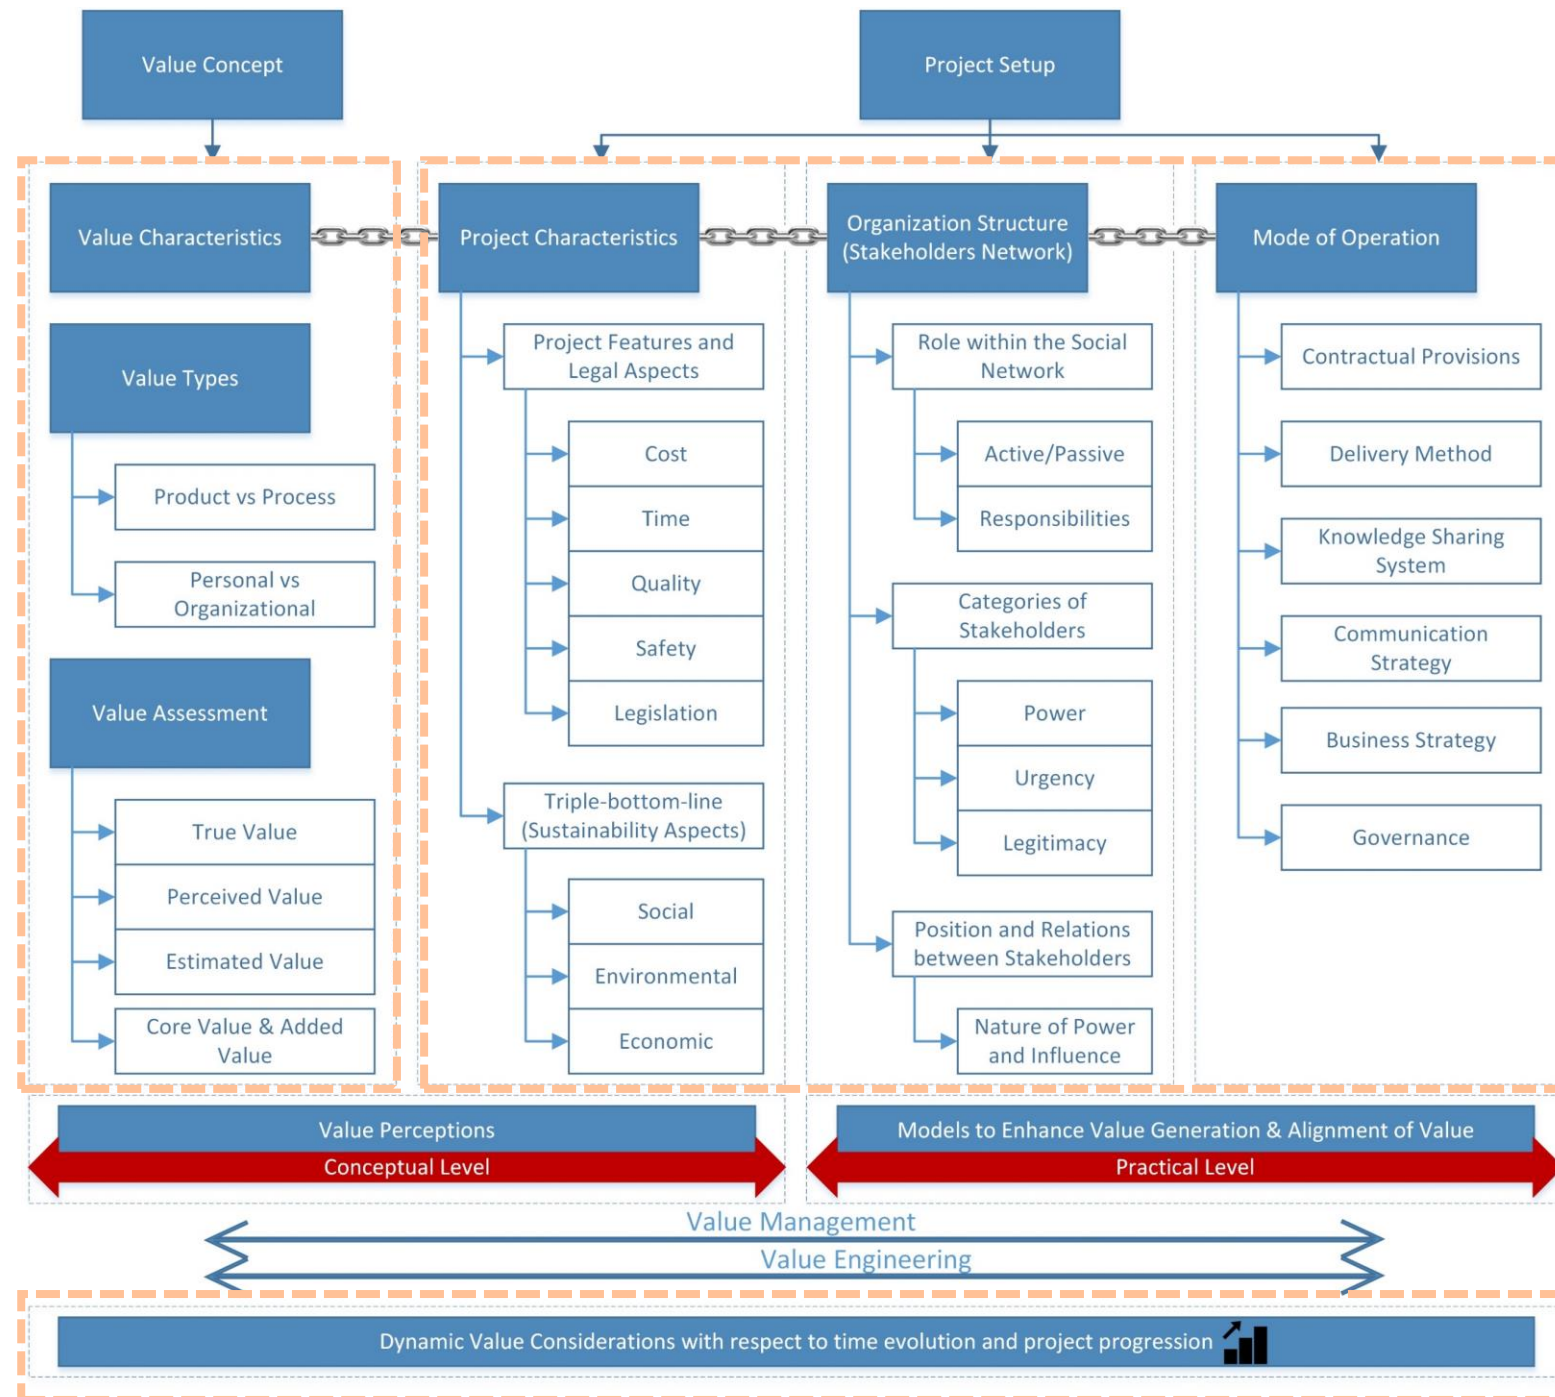 Value Concept
Project Setup
Value Characteristics
Value Types
Product vs Process
Personal vs
Organizational
Value Assessment
True Value
Perceived Value
Estimated Value
Core Value & Added
Value
Project Characteristics
Project Features and
Legal Aspects
Cost
Time
Quality
Safety
Legislation
Triple-bottom-line
(Sustainability Aspects)
Social
Environmental
Economic
Organization Structure
(Stakeholders Network)
Role within the Social
Network
Active/Passive
Responsibilities
Categories of
Stakeholders
Power
Urgency
Legitimacy
Position and Relations
between Stakeholders
Nature of Power
and Influence
Mode of Operation
Contractual Provisions
Delivery Method
Knowledge Sharing
System
Communication
Strategy
Business Strategy
Governance
Value Perceptions
Conceptual Level
Models to Enhance Value Generation & Alignment of Value
Practical Level
Value Management
Value Engineering
Dynamic Value Considerations with respect to time evolution and project progression